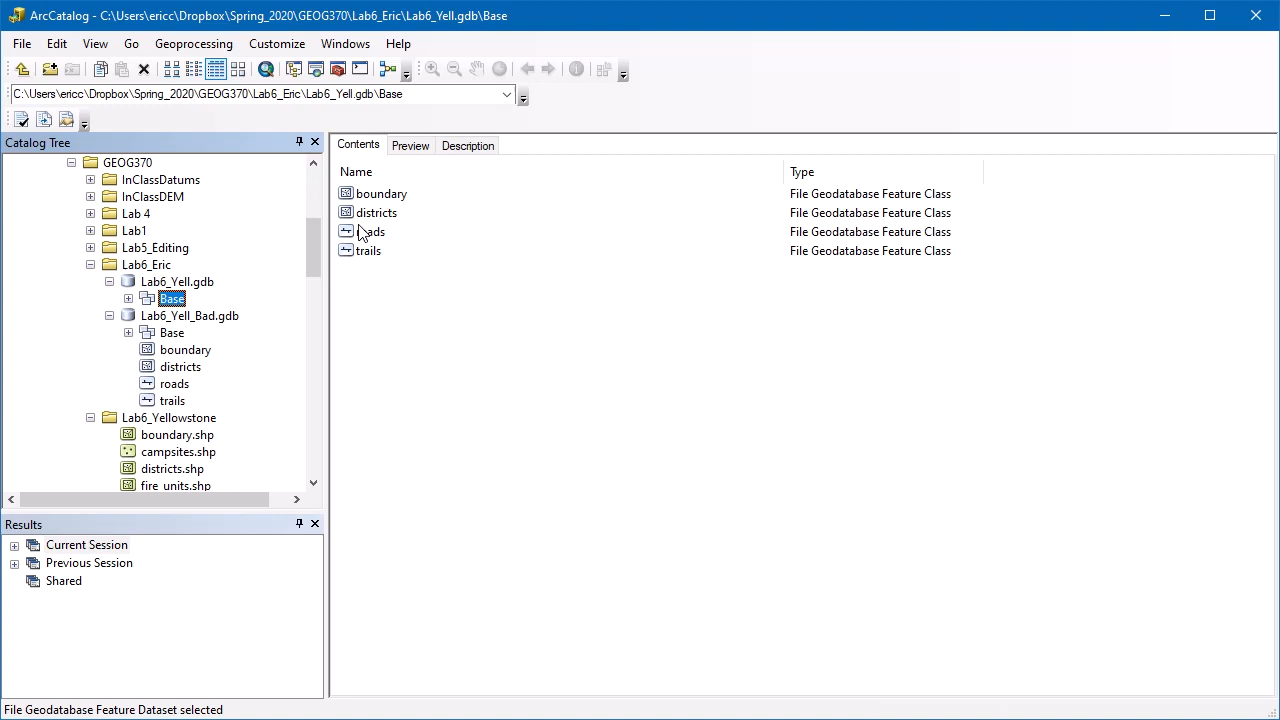 ArcCatalog - C:\Users\ericc\Dropbox\Spring_2020\GEOG370\Lab6_Eric\Lab6_Yell.gdb\Base
File Edit View Go Geoprocessing Customize Windows Help
C:\Users\ericc\Dropbox\Spring_2020\GEOG370\Lab6_Eric\Lab6_Yell.gdb\Base
Catalog Tree
GEOG370
InClassDatums
InClassDEM
Lab 4
Lab1
Lab5_Editing
Lab6_Eric
Lab6_Yell.gdb
Base
Lab6_Yell_Bad.gdb
Base
boundary
districts
roads
trails
Lab6_Yellowstone
boundary.shp
campsites.shp
districts.shp
fire_units.shp
Contents Preview Description
Name Type
boundary File Geodatabase Feature Class
districts File Geodatabase Feature Class
roads File Geodatabase Feature Class
trails File Geodatabase Feature Class
Results
Current Session
Previous Session
Shared
File Geodatabase Feature Dataset selected